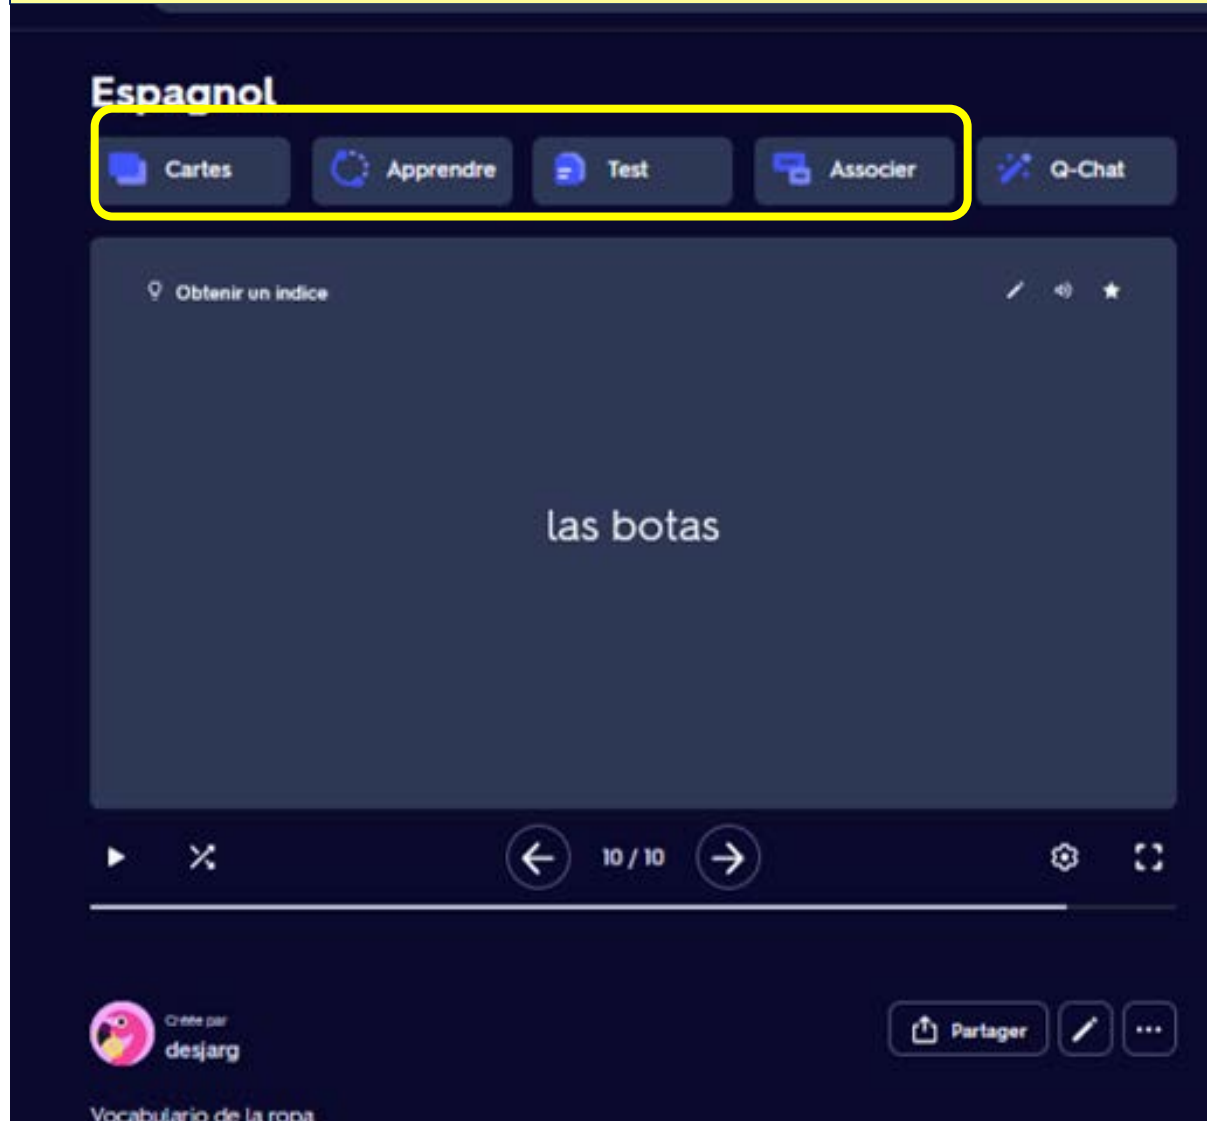 Espagnol
Cartes Apprendre Test Associer Q-Chat
Obtenir un indice
las botas
10 / 10
Créée par
desjarg
Partager
Vocabulario de la ropa